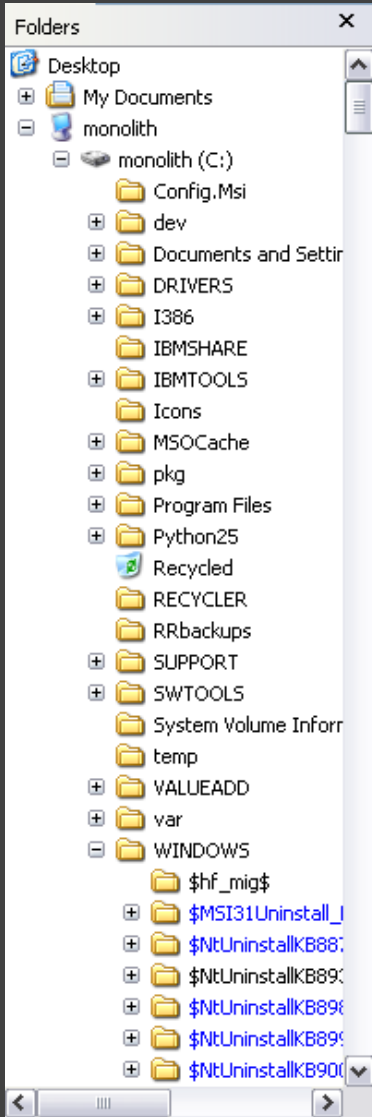 Folders
Desktop
My Documents
monolith
monolith (C:)
Config.Msi
dev
Documents and Settin
DRIVERS
I386
IBMSHARE
IBMTOOLS
Icons
MSOCache
pkg
Program Files
Python25
Recycled
RECYCLER
RRbackups
SUPPORT
SWTOOLS
System Volume Inforr
temp
VALUEADD
var
WINDOWS
$hf_mig$
$MSI31Uninstall_
$NtUninstallKB887
$NtUninstallKB893
$NtUninstallKB898
$NtUninstallKB899
$NtUninstallKB900